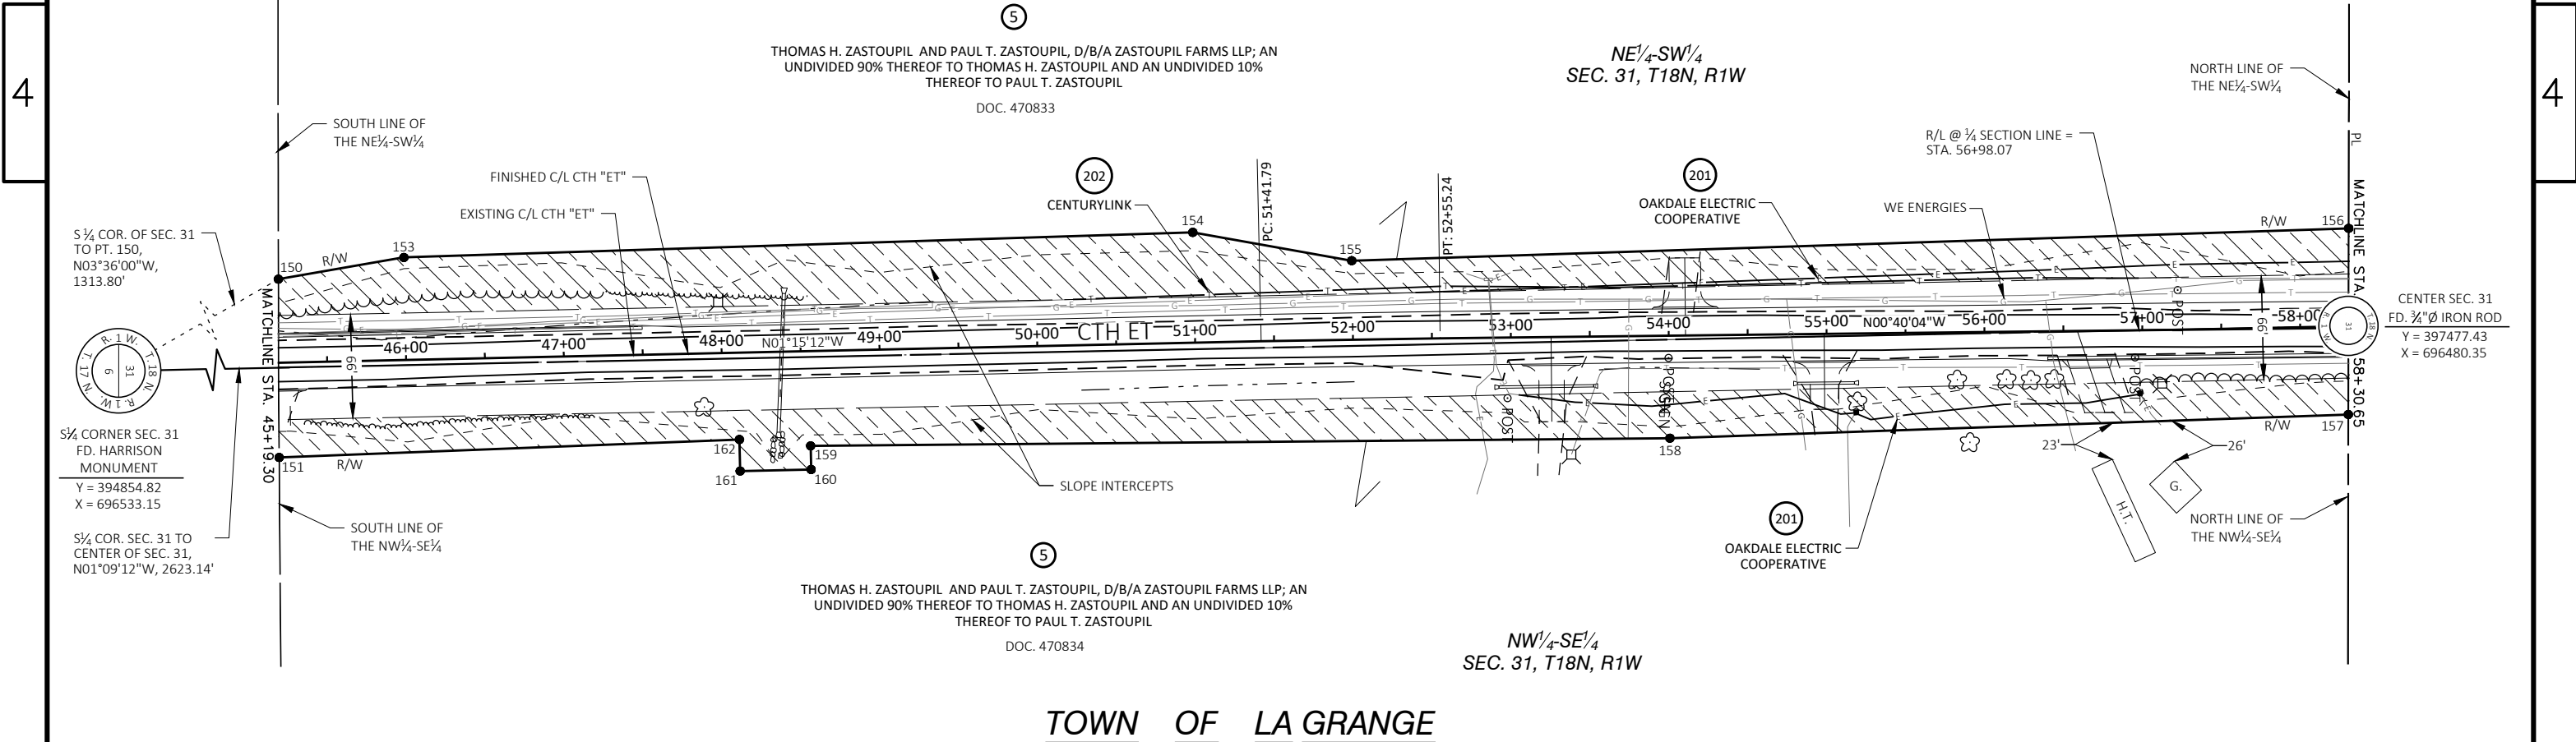 4
4
5
THOMAS H. ZASTOUPIL AND PAUL T. ZASTOUPIL, D/B/A ZASTOUPIL FARMS LLP; AN
UNDIVIDED 90% THEREOF TO THOMAS H. ZASTOUPIL AND AN UNDIVIDED 10%
THEREOF TO PAUL T. ZASTOUPIL
DOC. 470833
NE¼-SW¼
SEC. 31, T18N, R1W
NORTH LINE OF
THE NE¼-SW¼
SOUTH LINE OF
THE NE¼-SW¼
R/L @ ¼ SECTION LINE =
STA. 56+98.07
PL
FINISHED C/L CTH "ET"
EXISTING C/L CTH "ET"
202
CENTURYLINK
PC: 51+41.79
PT: 52+55.24
201
OAKDALE ELECTRIC
COOPERATIVE
WE ENERGIES
S ¼ COR. OF SEC. 31
TO PT. 150,
N03°36'00"W,
1313.80'
150
R/W
153
154
155
R/W
156
MATCHLINE STA. 45+19.30
MATCHLINE STA. 58+30.65
66'
66'
46+00
47+00
48+00
N01°15'12"W
49+00
50+00
CTH ET
51+00
52+00
53+00
54+00
55+00
N00°40'04"W
56+00
57+00
58+00
POST
POST
POST
R. 1 W.
T. 18 N.
31
6
T. 17 N.
R. 1 W.
T. 18 N.
31
R. 1 W.
CENTER SEC. 31
FD. ¾"Ø IRON ROD
Y = 397477.43
X = 696480.35
S¼ CORNER SEC. 31
FD. HARRISON
MONUMENT
Y = 394854.82
X = 696533.15
S¼ COR. SEC. 31 TO
CENTER OF SEC. 31,
N01°09'12"W, 2623.14'
151
R/W
162
161
159
160
158
23'
26'
R/W
157
H.T.
G.
SLOPE INTERCEPTS
SOUTH LINE OF
THE NW¼-SE¼
NORTH LINE OF
THE NW¼-SE¼
201
OAKDALE ELECTRIC
COOPERATIVE
5
THOMAS H. ZASTOUPIL AND PAUL T. ZASTOUPIL, D/B/A ZASTOUPIL FARMS LLP; AN
UNDIVIDED 90% THEREOF TO THOMAS H. ZASTOUPIL AND AN UNDIVIDED 10%
THEREOF TO PAUL T. ZASTOUPIL
DOC. 470834
NW¼-SE¼
SEC. 31, T18N, R1W
TOWN OF LA GRANGE